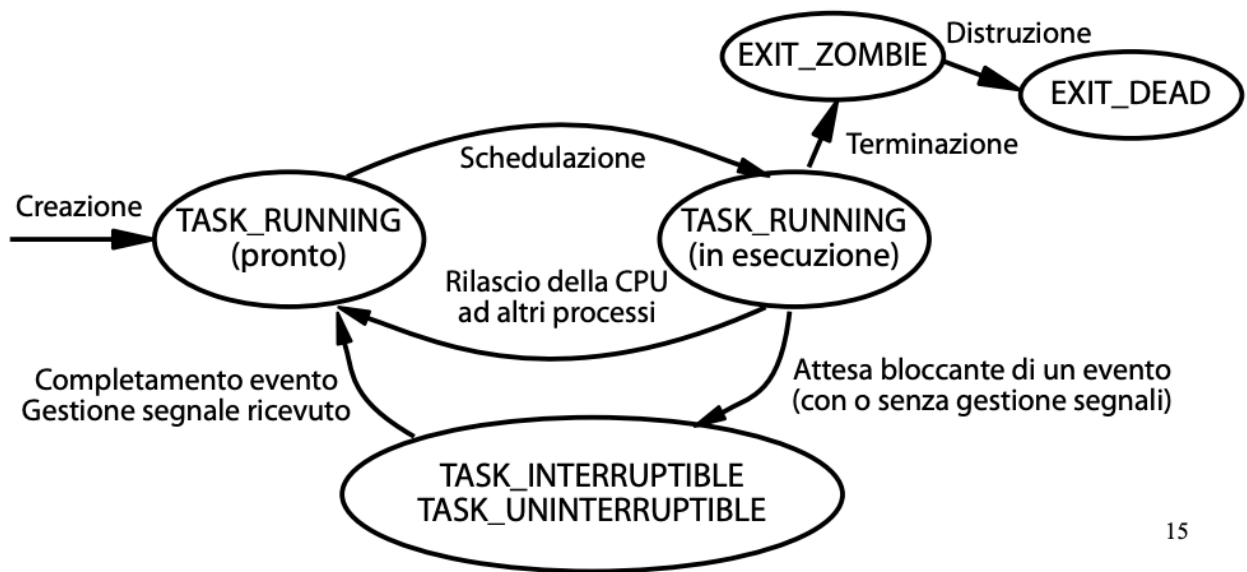 Distruzione
EXIT_ZOMBIE
EXIT_DEAD
Terminazione
Schedulazione
Creazione
TASK_RUNNING
(pronto)
TASK_RUNNING
(in esecuzione)
Rilascio della CPU
ad altri processi
Completamento evento
Gestione segnale ricevuto
Attesa bloccante di un evento
(con o senza gestione segnali)
TASK_INTERRUPTIBLE
TASK_UNINTERRUPTIBLE
15